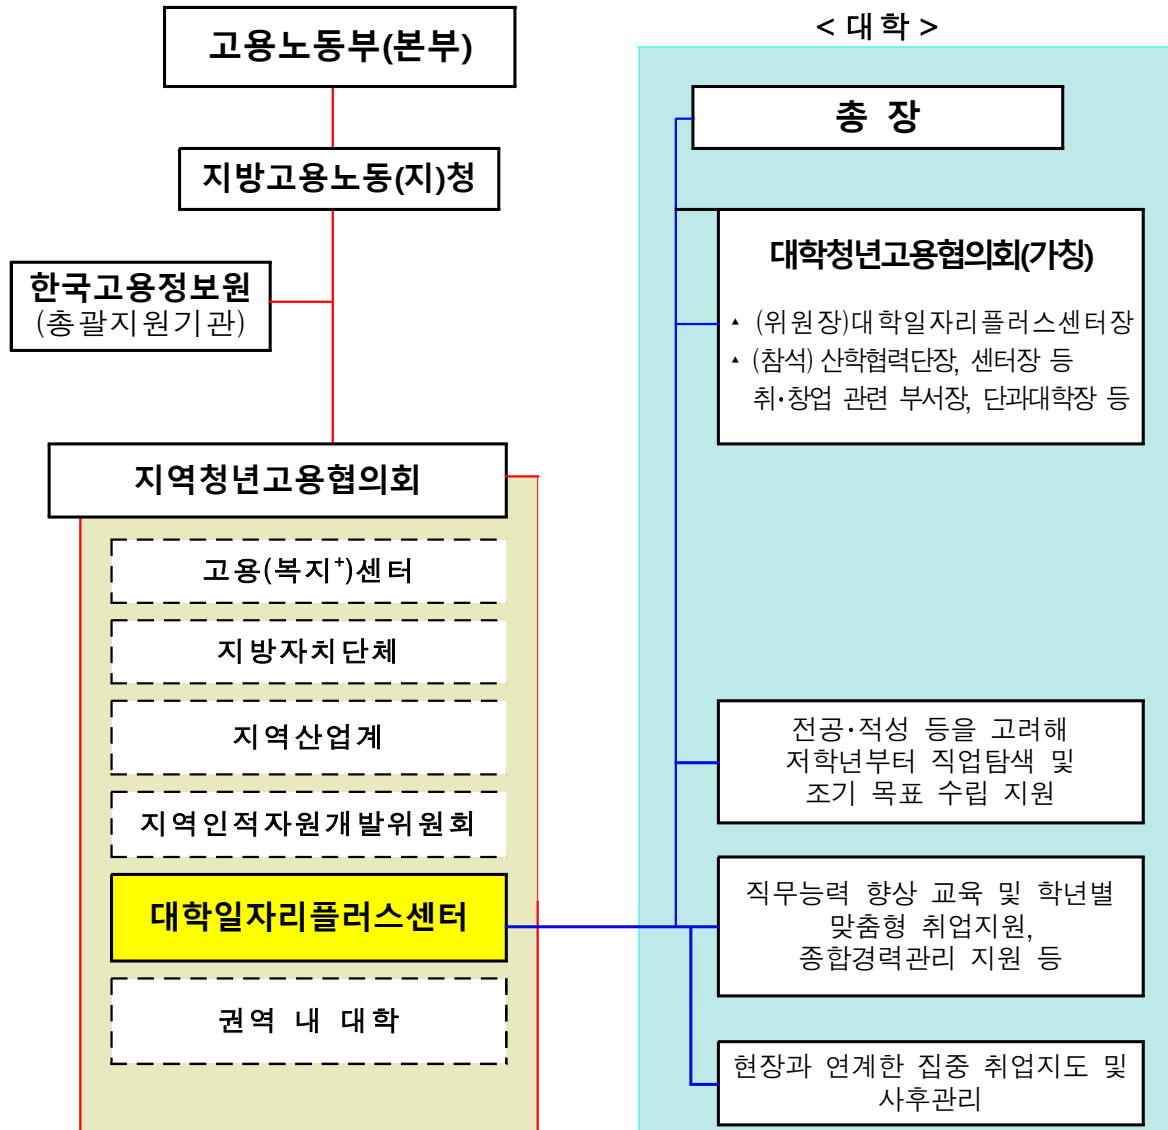 고용노동부(본부)
지방고용노동(지)청
한국고용정보원
(총괄지원기관)
지역청년고용협의회
고용(복지⁺)센터
지방자치단체
지역산업계
지역인적자원개발위원회
대학일자리플러스센터
권역 내 대학
< 대 학 >
총 장
대학청년고용협의회(가칭)
▴ (위원장)대학일자리플러스센터장
▴ (참석) 산학협력단장, 센터장 등
취·창업 관련 부서장, 단과대학장 등
전공·적성 등을 고려해
저학년부터 직업탐색 및
조기 목표 수립 지원
직무능력 향상 교육 및 학년별
맞춤형 취업지원,
종합경력관리 지원 등
현장과 연계한 집중 취업지도 및
사후관리